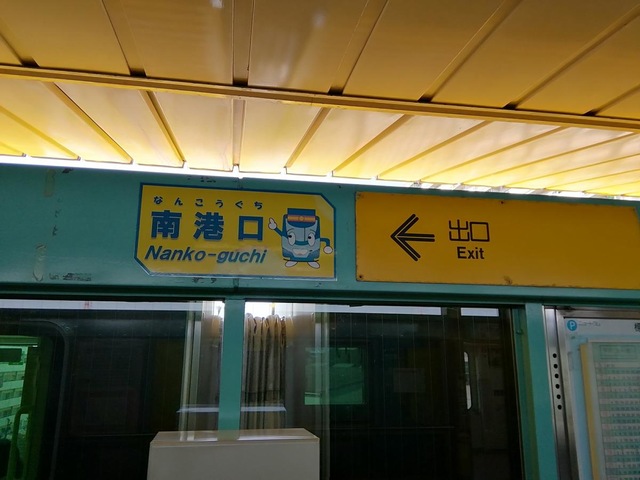 なんこうぐち
南港口
Nanko-guchi
出口
Exit
P